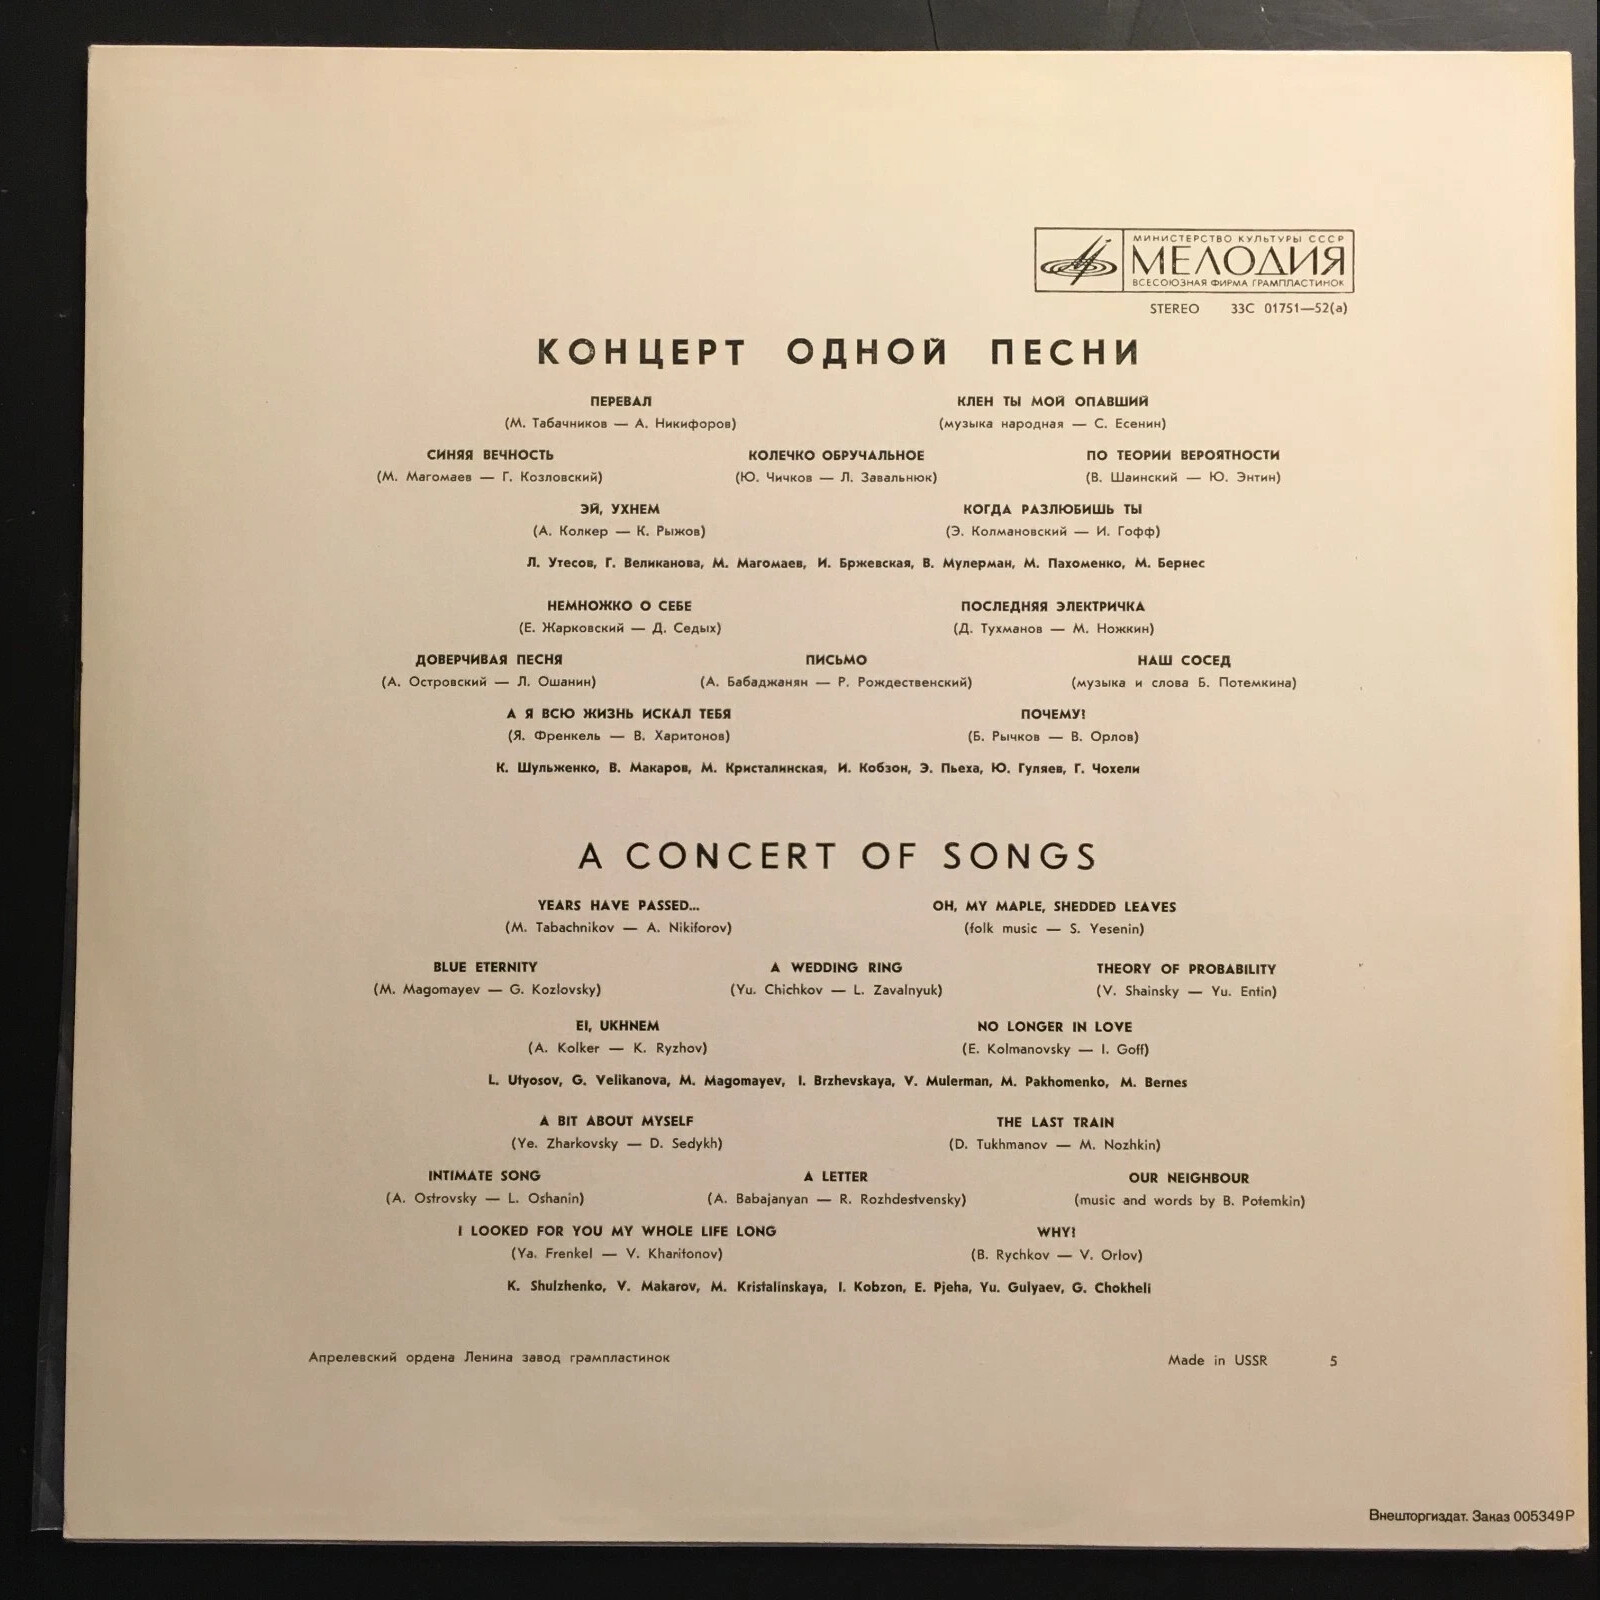 МИНИСТЕРСТВО КУЛЬТУРЫ СССР
МЕЛОДИЯ
ВСЕСОЮЗНАЯ ФИРМА ГРАМПЛАСТИНОК
STEREO 33С 01751—52(а)
КОНЦЕРТ ОДНОЙ ПЕСНИ
ПЕРЕВАЛ КЛЕН ТЫ МОЙ ОПАВШИЙ
(М. Табачников — А. Никифоров) (музыка народная — С. Есенин)
СИНЯЯ ВЕЧНОСТЬ КОЛЕЧКО ОБРУЧАЛЬНОЕ ПО ТЕОРИИ ВЕРОЯТНОСТИ
(М. Магомаев — Г. Козловский) (Ю. Чичков — Л. Завальнюк) (В. Шаинский — Ю. Энтин)
ЭЙ, УХНЕМ КОГДА РАЗЛЮБИШЬ ТЫ
(А. Колкер — К. Рыжов) (Э. Колмановский — И. Гофф)
Л. Утесов, Г. Великанова, М. Магомаев, И. Бржевская, В. Мулерман, М. Пахоменко, М. Бернес
НЕМНОЖКО О СЕБЕ ПОСЛЕДНЯЯ ЭЛЕКТРИЧКА
(Е. Жарковский — Д. Седых) (Д. Тухманов — М. Ножкин)
ДОВЕРЧИВАЯ ПЕСНЯ ПИСЬМО НАШ СОСЕД
(А. Островский — Л. Ошанин) (А. Бабаджанян — Р. Рождественский) (музыка и слова Б. Потемкина)
А Я ВСЮ ЖИЗНЬ ИСКАЛ ТЕБЯ ПОЧЕМУ!
(Я. Френкель — В. Харитонов) (Б. Рычков — В. Орлов)
К. Шульженко, В. Макаров, М. Кристалинская, И. Кобзон, Э. Пьеха, Ю. Гуляев, Г. Чохели
A CONCERT OF SONGS
YEARS HAVE PASSED... OH, MY MAPLE, SHEDDED LEAVES
(M. Tabachnikov — A. Nikiforov) (folk music — S. Yesenin)
BLUE ETERNITY A WEDDING RING THEORY OF PROBABILITY
(M. Magomayev — G. Kozlovsky) (Yu. Chichkov — L. Zavalnyuk) (V. Shainsky — Yu. Entin)
EI, UKHNEM NO LONGER IN LOVE
(A. Kolker — K. Ryzhov) (E. Kolmanovsky — I. Goff)
L. Utyosov, G. Velikanova, M. Magomayev, I. Brzhevskaya, V. Mulerman, M. Pakhomenko, M. Bernes
A BIT ABOUT MYSELF THE LAST TRAIN
(Ye. Zharkovsky — D. Sedykh) (D. Tukhmanov — M. Nozhkin)
INTIMATE SONG A LETTER OUR NEIGHBOUR
(A. Ostrovsky — L. Oshanin) (A. Babajanyan — R. Rozhdestvensky) (music and words by B. Potemkin)
I LOOKED FOR YOU MY WHOLE LIFE LONG WHY!
(Ya. Frenkel — V. Kharitonov) (B. Rychkov — V. Orlov)
K. Shulzhenko, V. Makarov, M. Kristalinskaya, I. Kobzon, E. Pjeha, Yu. Gulyaev, G. Chokheli
Апрелевский ордена Ленина завод грампластинок Made in USSR 5
Внешторгиздат. Заказ 005349Р